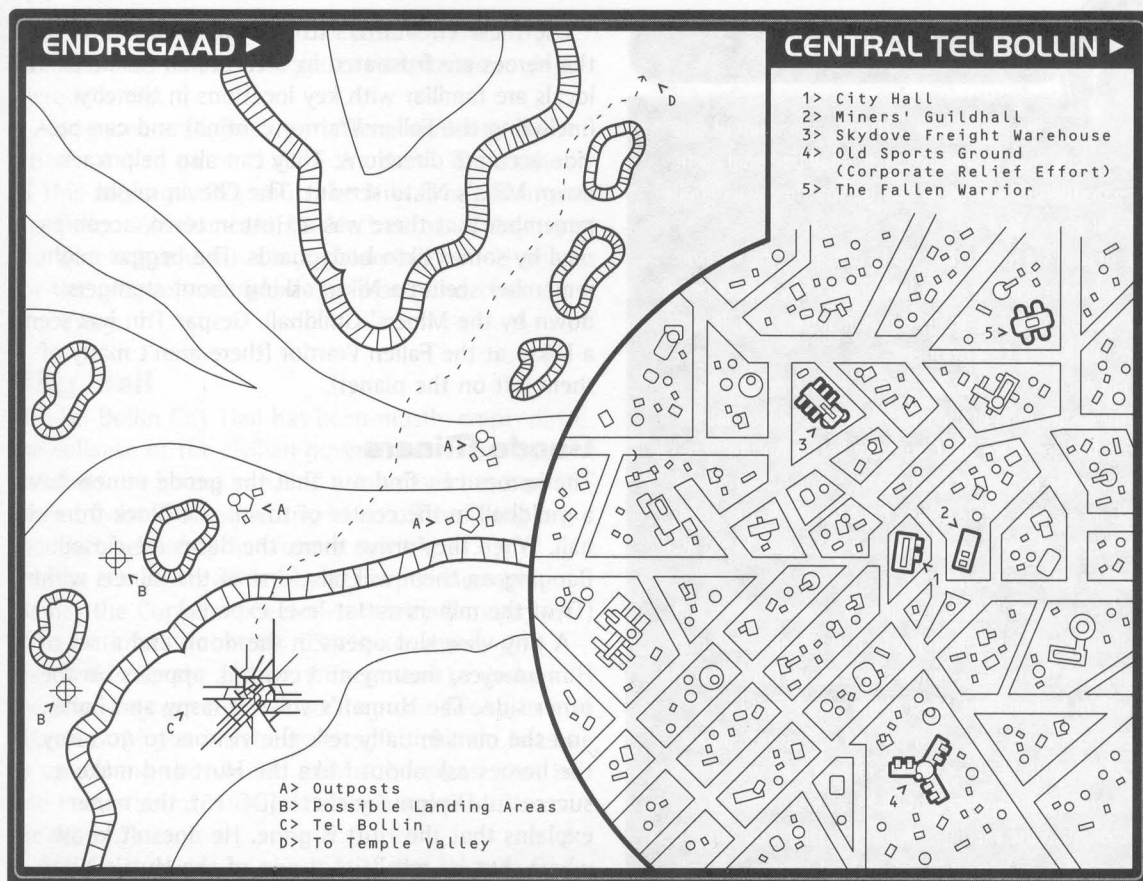 ENDREGAAD ►
CENTRAL TEL BOLLIN ►
1> City Hall
2> Miners' Guildhall
3> Skydove Freight Warehouse
4> Old Sports Ground
(Corporate Relief Effort)
5> The Fallen Warrior
D
5>
3>
A>
A>
<A
2>
1
B
B
C>
4>
A> Outposts
B> Possible Landing Areas
C> Tel Bollin
D> To Temple Valley